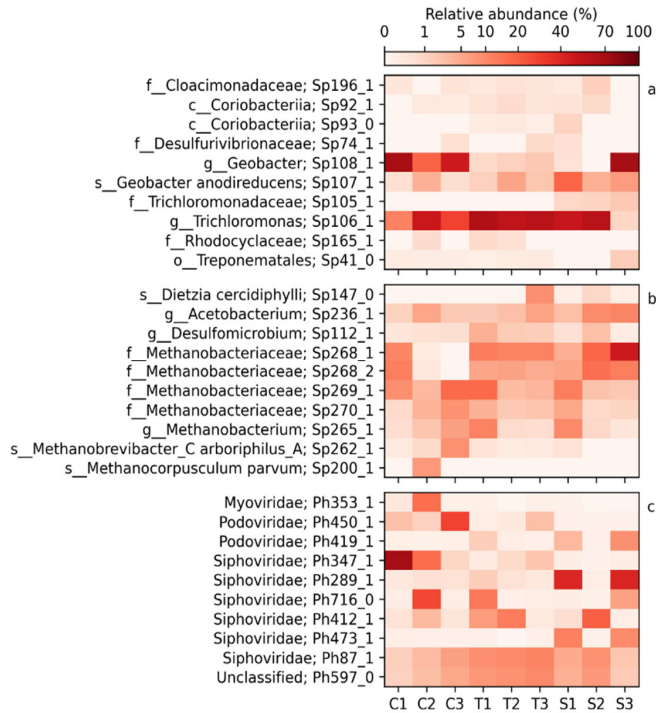 Relative abundance (%)
0 1 5 10 20 40 70 100
a
f__Cloacimonadaceae; Sp196_1
c__Coriobacteriia; Sp92_1
c__Coriobacteriia; Sp93_0
f__Desulfurivibrionaceae; Sp74_1
g__Geobacter; Sp108_1
s__Geobacter anodireducens; Sp107_1
f__Trichloromonadaceae; Sp105_1
g__Trichloromonas; Sp106_1
f__Rhodocyclaceae; Sp165_1
o__Treponematales; Sp41_0
b
s__Dietzia cercidiphylli; Sp147_0
g__Acetobacterium; Sp236_1
g__Desulfomicrobium; Sp112_1
f__Methanobacteriaceae; Sp268_1
f__Methanobacteriaceae; Sp268_2
f__Methanobacteriaceae; Sp269_1
f__Methanobacteriaceae; Sp270_1
g__Methanobacterium; Sp265_1
s__Methanobrevibacter_C arboriphilus_A; Sp262_1
s__Methanocorpusculum parvum; Sp200_1
c
Myoviridae; Ph353_1
Podoviridae; Ph450_1
Podoviridae; Ph419_1
Siphoviridae; Ph347_1
Siphoviridae; Ph289_1
Siphoviridae; Ph716_0
Siphoviridae; Ph412_1
Siphoviridae; Ph473_1
Siphoviridae; Ph87_1
Unclassified; Ph597_0
C1 C2 C3 T1 T2 T3 S1 S2 S3